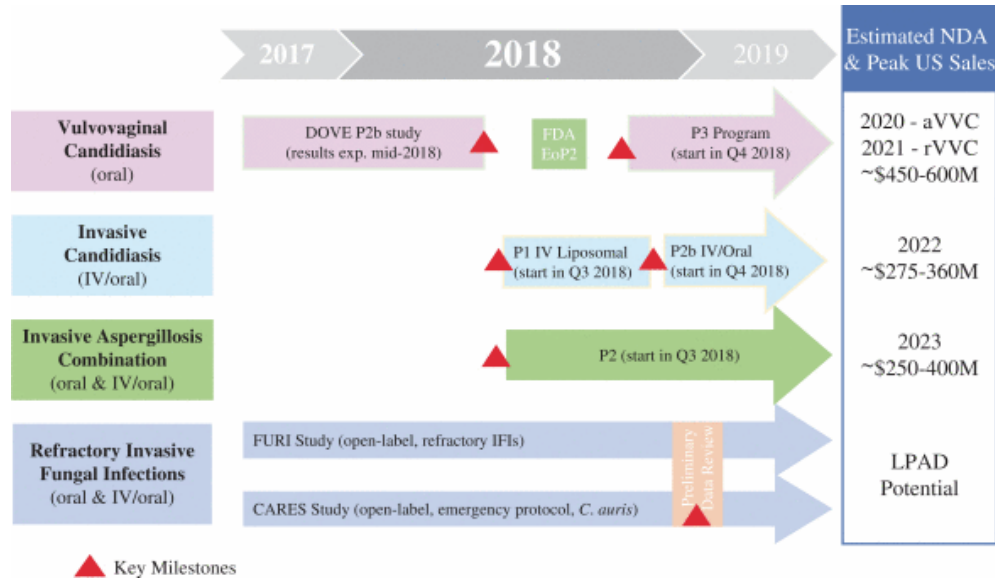 2017
2018
2019
Estimated NDA
& Peak US Sales
Vulvovaginal
Candidiasis
(oral)
DOVE P2b study
(results exp. mid-2018)
FDA
EoP2
P3 Program
(start in Q4 2018)
2020 - aVVC
2021 - rVVC
~$450-600M
Invasive
Candidiasis
(IV/oral)
P1 IV Liposomal
(start in Q3 2018)
P2b IV/Oral
(start in Q4 2018)
2022
~$275-360M
Invasive Aspergillosis
Combination
(oral & IV/oral)
P2 (start in Q3 2018)
2023
~$250-400M
Refractory Invasive
Fungal Infections
(oral & IV/oral)
FURI Study (open-label, refractory IFIs)
CARES Study (open-label, emergency protocol, C. auris)
Preliminary
Data Review
LPAD
Potential
Key Milestones